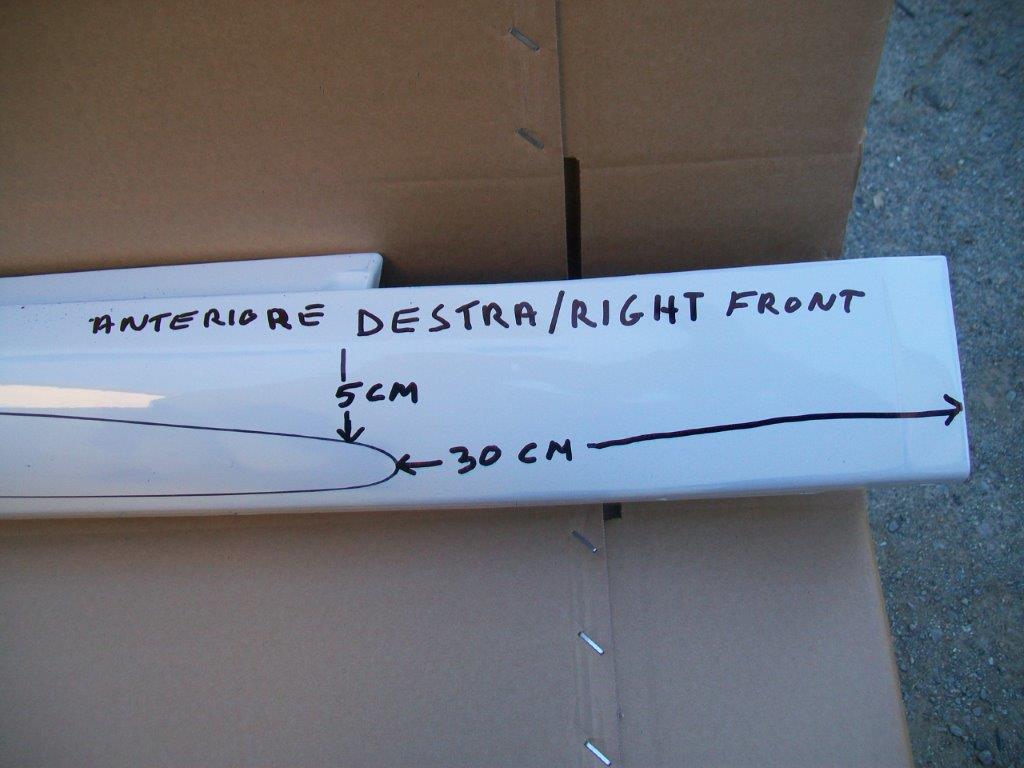 ANTERIORE DESTRA/RIGHT FRONT
5CM
30 CM